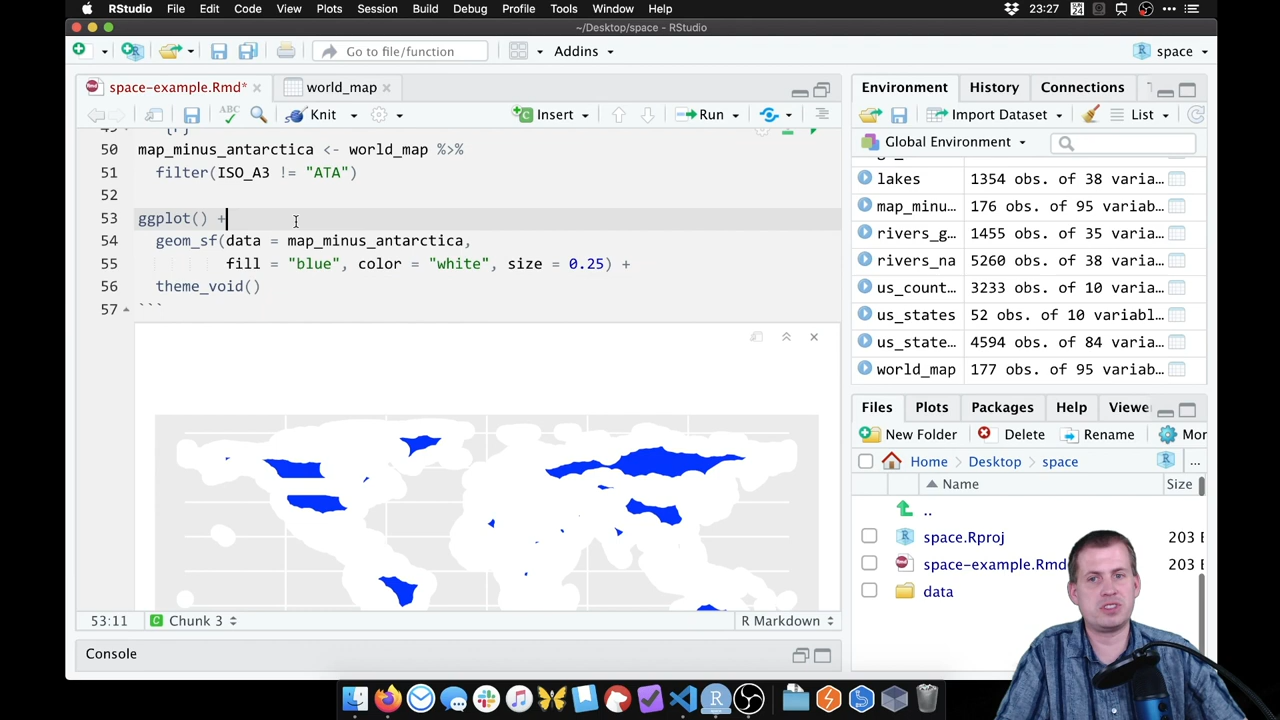 RStudio File Edit Code View Plots Session Build Debug Profile Tools Window Help 23:27
~/Desktop/space - RStudio
Go to file/function Addins space
space-example.Rmd* world_map
Environment History Connections
Knit Insert Run
Import Dataset List
Global Environment
50 map_minus_antarctica <- world_map %>%
51 filter(ISO_A3 != "ATA")
52
53 ggplot() +
54 geom_sf(data = map_minus_antarctica,
55 fill = "blue", color = "white", size = 0.25) +
56 theme_void()
57 ```
lakes 1354 obs. of 38 varia…
map_minu… 176 obs. of 95 variab…
rivers_g… 1455 obs. of 35 varia…
rivers_na 5260 obs. of 38 varia…
us_count… 3233 obs. of 10 varia…
us_states 52 obs. of 10 variabl…
us_state… 4594 obs. of 84 varia…
world_map 177 obs. of 95 variab…
Files Plots Packages Help Viewe
New Folder Delete Rename Mor
Home Desktop space ...
Name Size
..
space.Rproj 203
space-example.Rmd 203
data
53:11 Chunk 3 R Markdown
Console